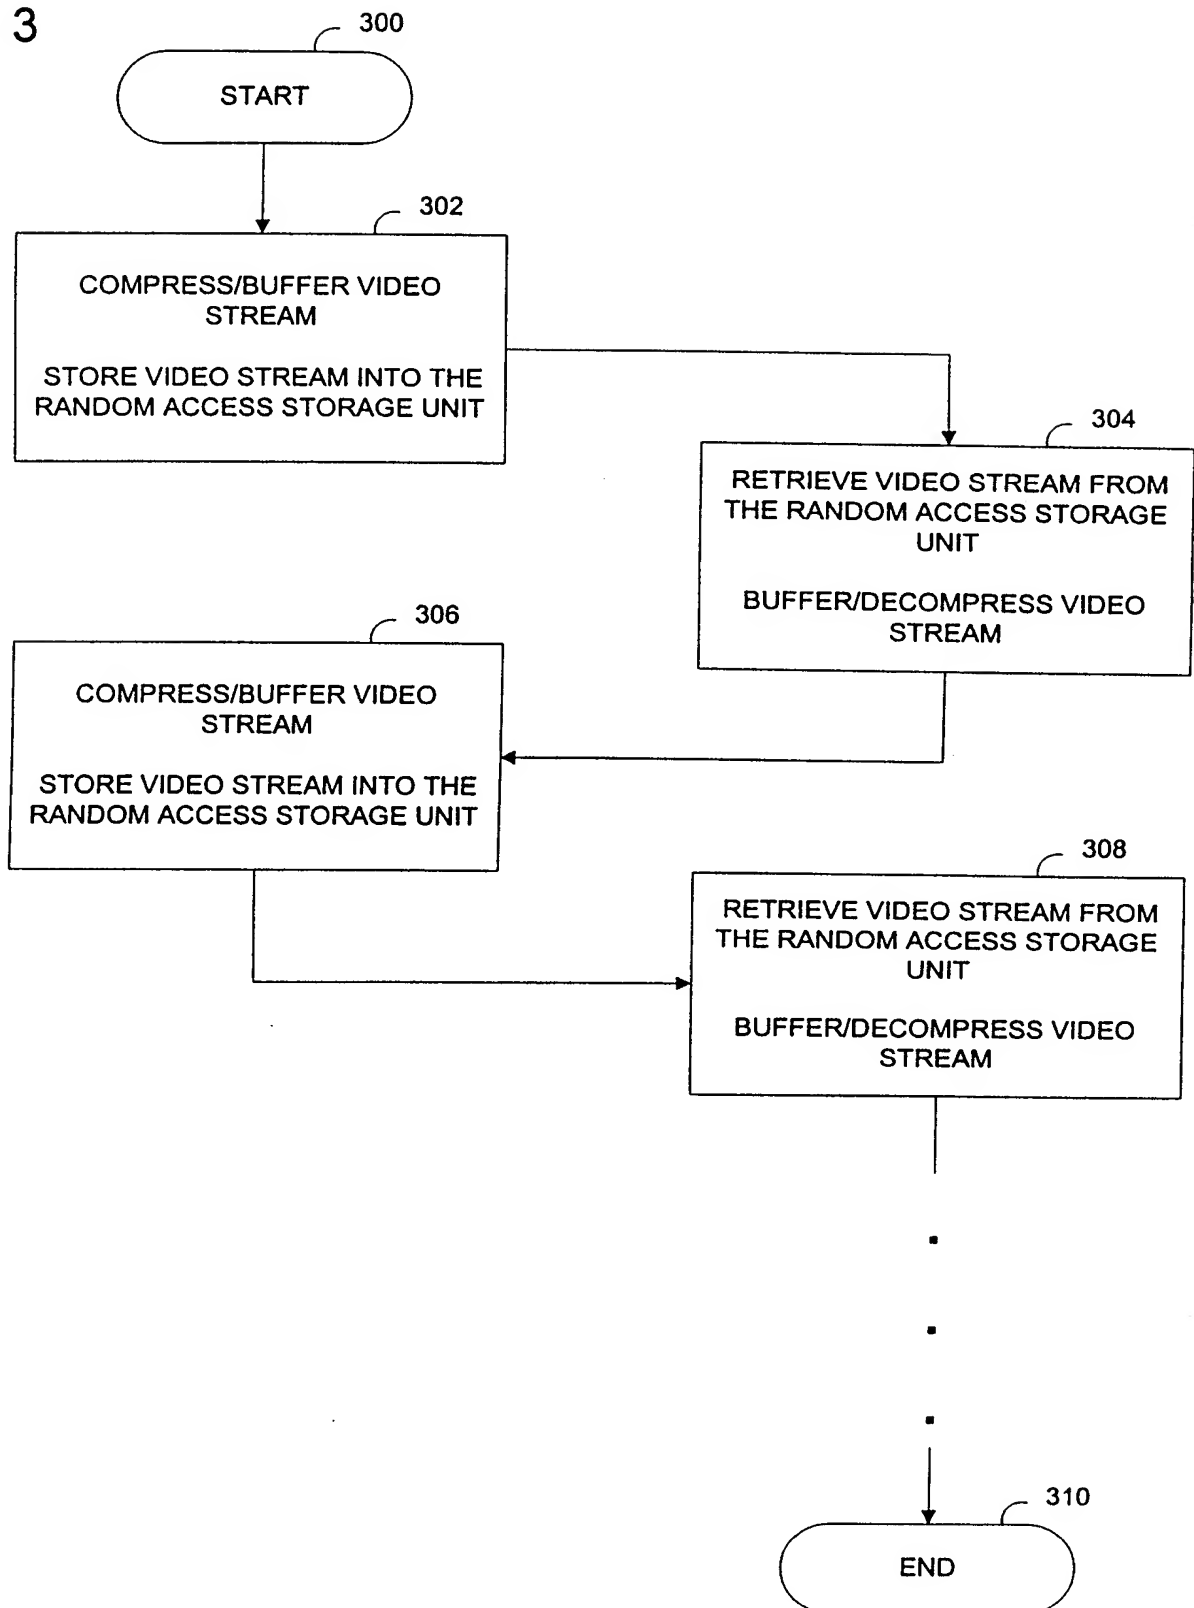 3
300
START
302
COMPRESS/BUFFER VIDEO
STREAM
STORE VIDEO STREAM INTO THE
RANDOM ACCESS STORAGE UNIT
304
RETRIEVE VIDEO STREAM FROM
THE RANDOM ACCESS STORAGE
UNIT
BUFFER/DECOMPRESS VIDEO
STREAM
306
COMPRESS/BUFFER VIDEO
STREAM
STORE VIDEO STREAM INTO THE
RANDOM ACCESS STORAGE UNIT
308
RETRIEVE VIDEO STREAM FROM
THE RANDOM ACCESS STORAGE
UNIT
BUFFER/DECOMPRESS VIDEO
STREAM
310
END